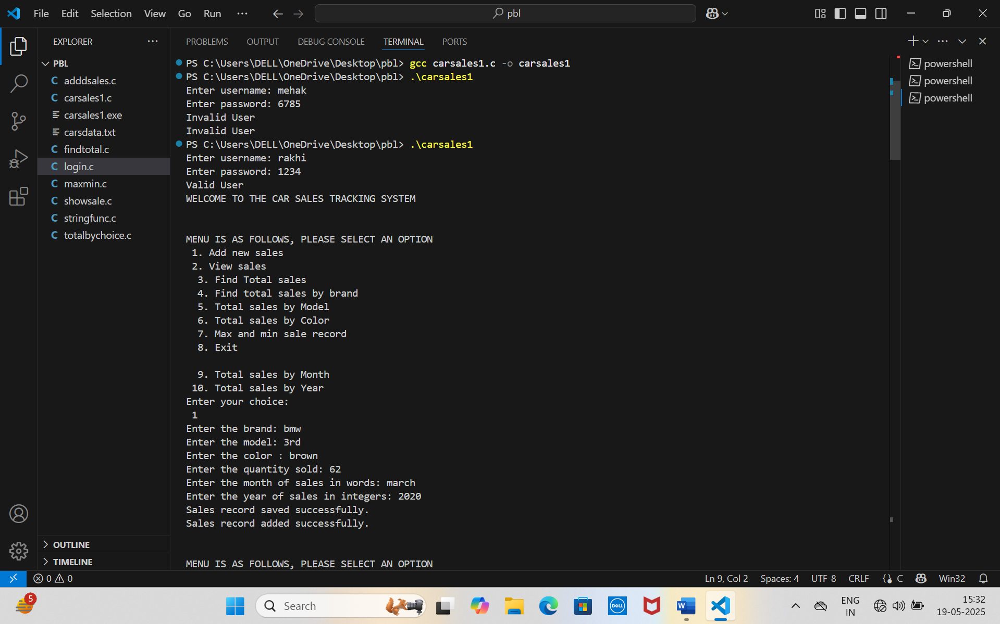 File Edit Selection View Go Run ···
pbl
EXPLORER ···
PBL
C adddsales.c
C carsales1.c
carsales1.exe
carsdata.txt
C findtotal.c
C login.c
C maxmin.c
C showsale.c
C stringfunc.c
C totalbychoice.c
OUTLINE
TIMELINE
PROBLEMS OUTPUT DEBUG CONSOLE TERMINAL PORTS
PS C:\Users\DELL\OneDrive\Desktop\pbl> gcc carsales1.c -o carsales1
PS C:\Users\DELL\OneDrive\Desktop\pbl> .\carsales1
Enter username: mehak
Enter password: 6785
Invalid User
Invalid User
PS C:\Users\DELL\OneDrive\Desktop\pbl> .\carsales1
Enter username: rakhi
Enter password: 1234
Valid User
WELCOME TO THE CAR SALES TRACKING SYSTEM
MENU IS AS FOLLOWS, PLEASE SELECT AN OPTION
1. Add new sales
2. View sales
3. Find Total sales
4. Find total sales by brand
5. Total sales by Model
6. Total sales by Color
7. Max and min sale record
8. Exit
9. Total sales by Month
10. Total sales by Year
Enter your choice:
1
Enter the brand: bmw
Enter the model: 3rd
Enter the color : brown
Enter the quantity sold: 62
Enter the month of sales in words: march
Enter the year of sales in integers: 2020
Sales record saved successfully.
Sales record added successfully.
MENU IS AS FOLLOWS, PLEASE SELECT AN OPTION
powershell
powershell
powershell
0 0
Ln 9, Col 2 Spaces: 4 UTF-8 CRLF C Win32
5
Search
DELL
W
ENG
IN
15:32
19-05-2025